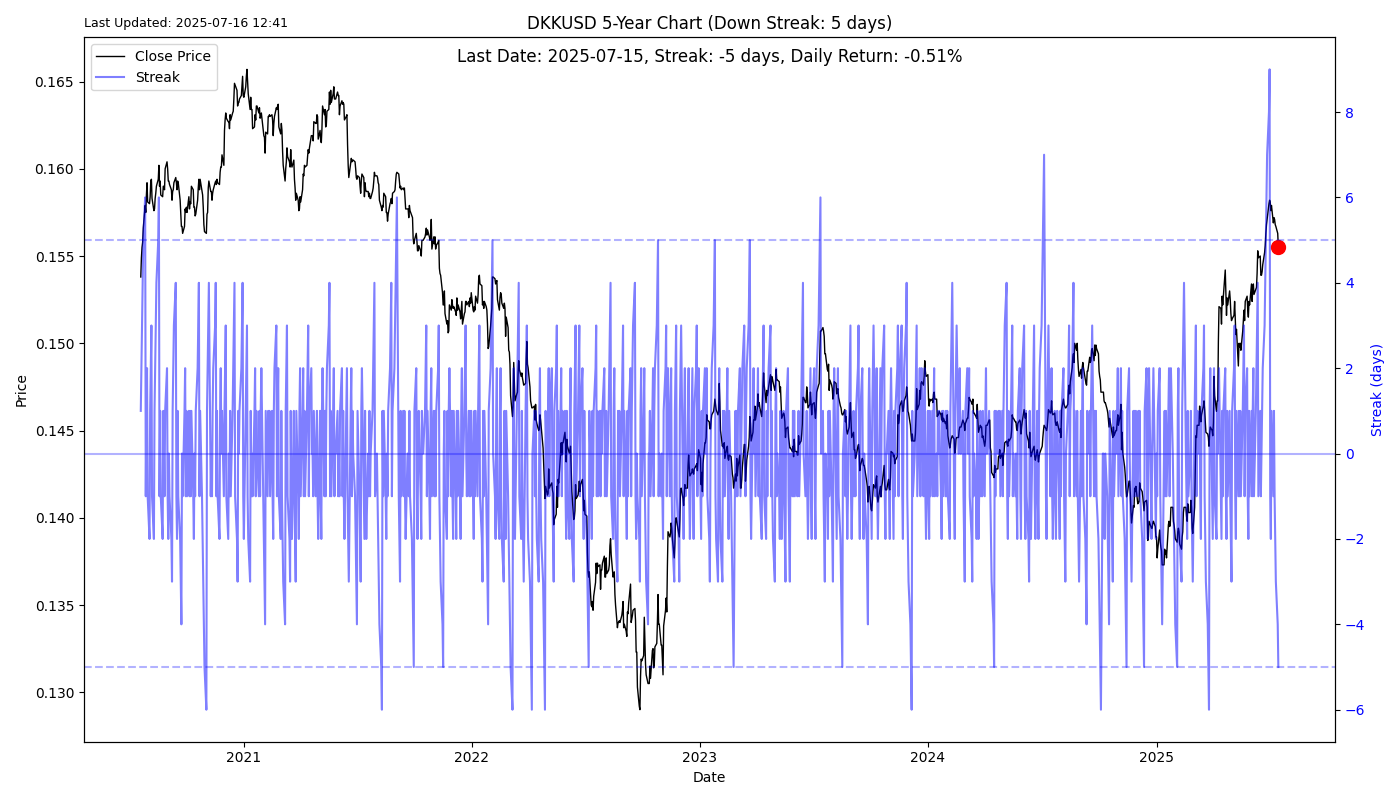 Last Updated: 2025-07-16 12:41
DKKUSD 5-Year Chart (Down Streak: 5 days)
Last Date: 2025-07-15, Streak: -5 days, Daily Return: -0.51%
Close Price
Streak
0.165
0.160
0.155
0.150
0.145
0.140
0.135
0.130
Price
8
6
4
2
0
−2
−4
−6
Streak (days)
2021
2022
2023
2024
2025
Date